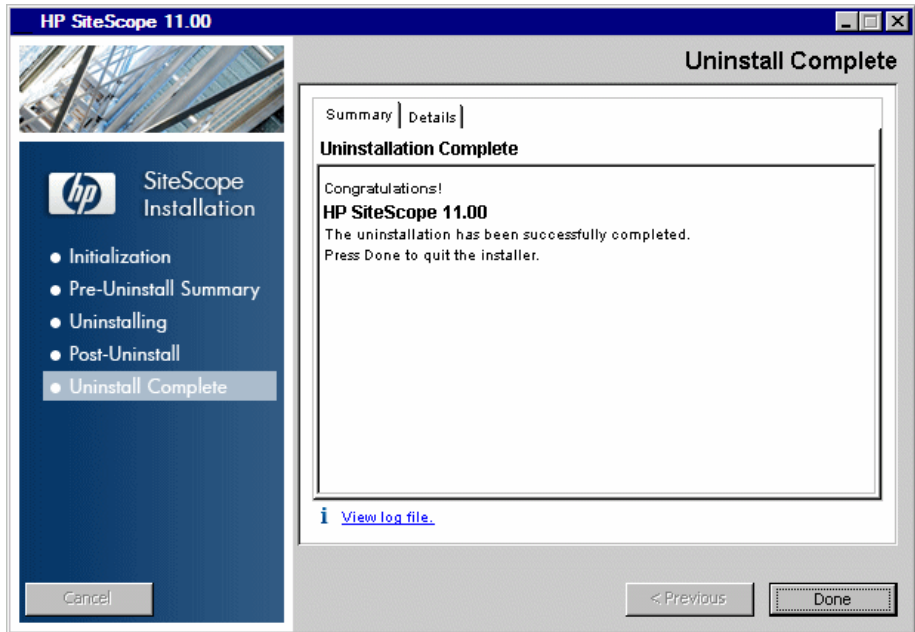 HP SiteScope 11.00
Uninstall Complete
hp
SiteScope
Installation
Initialization
Pre-Uninstall Summary
Uninstalling
Post-Uninstall
Uninstall Complete
Summary
Details
Uninstallation Complete
Congratulations!
HP SiteScope 11.00
The uninstallation has been successfully completed.
Press Done to quit the installer.
i View log file.
Cancel
< Previous
Done